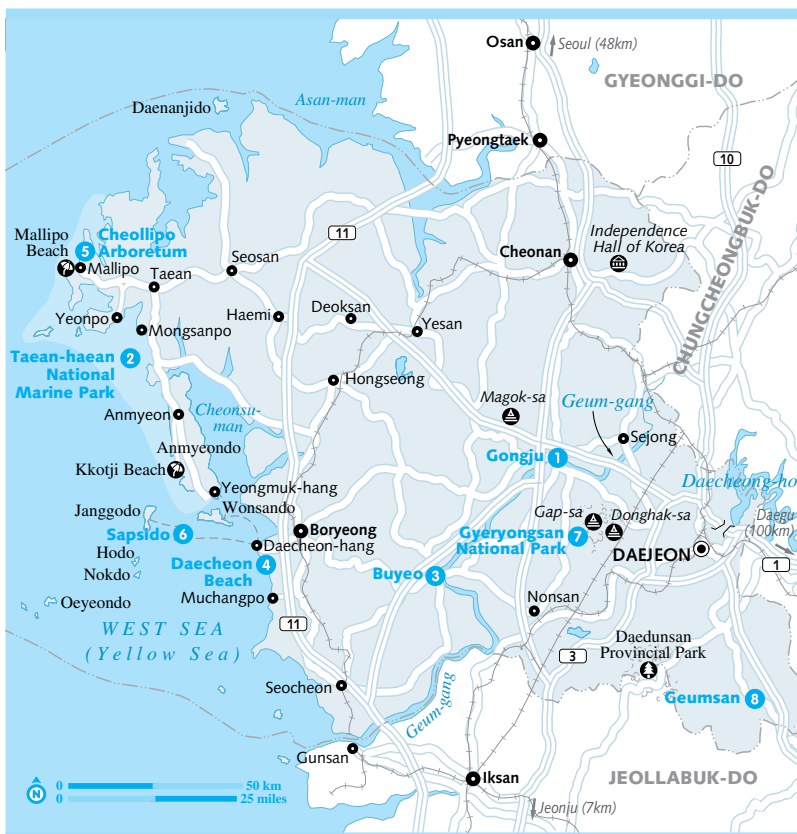 Osan
Seoul (48km)
GYEONGGI-DO
Asan-man
Daenanjido
Pyeongtaek
10
CHUNGCHEONGBUK-DO
11
Independence
Hall of Korea
Mallipo
Beach
5
Cheollipo
Arboretum
Mallipo
Seosan
Cheonan
Taean
Haemi
Deoksan
Yesan
Yeonpo
Mongsanpo
Taean-haean
National
Marine Park
2
Hongseong
Magok-sa
Geum-gang
Anmyeon
Cheonsu-
man
Anmyeondo
Sejong
Kkotji Beach
Gongju
1
Daecheong-ho
Yeongmuk-hang
Wonsando
Janggodo
Gap-sa
Donghak-sa
Daegu
(100km)
Sapsido
6
Boryeong
Gyeryongsan
National Park
7
Daecheon-hang
DAEJEON
Hodo
Nokdo
Daecheon
Beach
4
Buyeo
3
1
Oeyeondo
Muchangpo
Nonsan
WEST SEA
(Yellow Sea)
11
Daedunsan
Provincial Park
3
Seocheon
Geumsan
8
Geum-gang
Gunsan
Iksan
JEOLLABUK-DO
N
0
50 km
0
25 miles
Jeonju (7km)